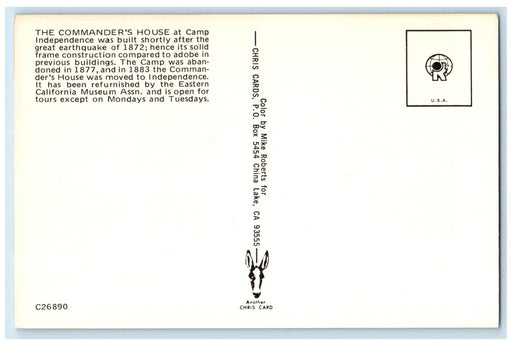 THE COMMANDER'S HOUSE at Camp
Independence was built shortly after the
great earthquake of 1872; hence its solid
frame construction compared to adobe in
previous buildings. The Camp was aban-
doned in 1877, and in 1883 the Comman-
der's House was moved to Independence.
It has been refurnished by the Eastern
California Museum Assn. and is open for
tours except on Mondays and Tuesdays.
Color by Mike Roberts for
CHRIS CARDS, P.O. Box 5454 China Lake, CA 93555
U.S.A.
Another
CHRIS CARD
C26890